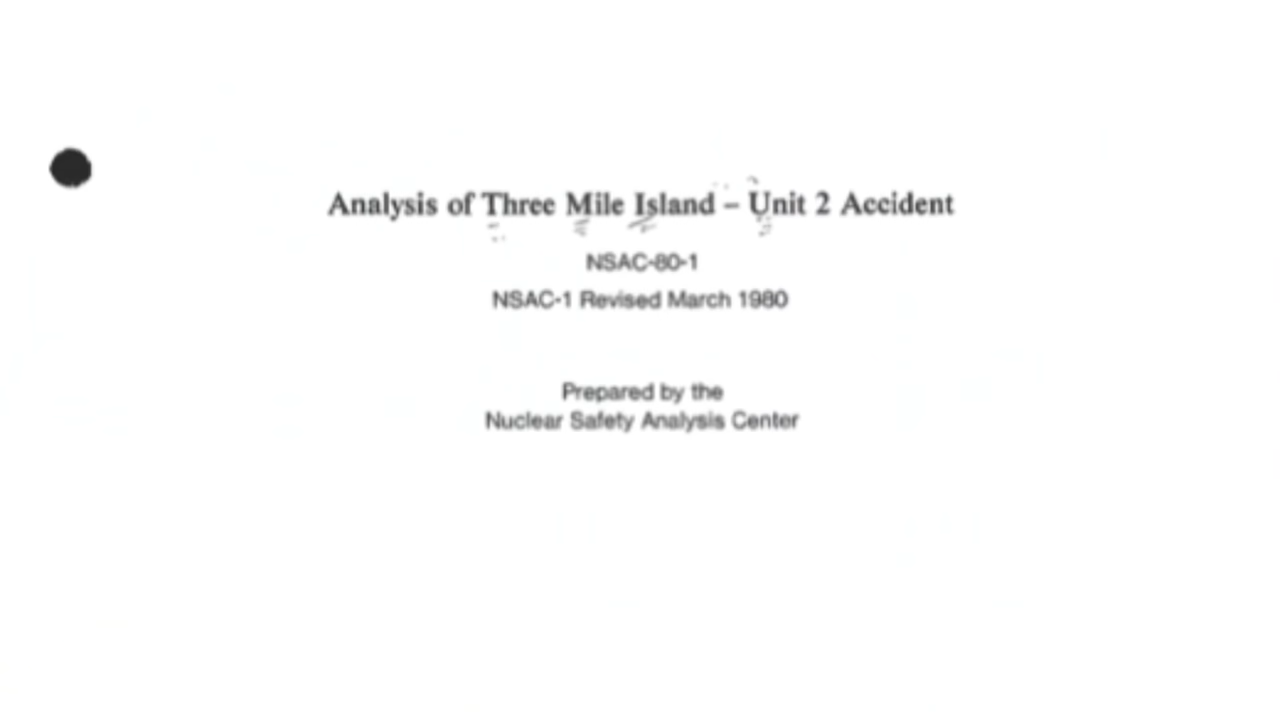 Analysis of Three Mile Island – Unit 2 Accident
NSAC-80-1
NSAC-1 Revised March 1980
Prepared by the
Nuclear Safety Analysis Center